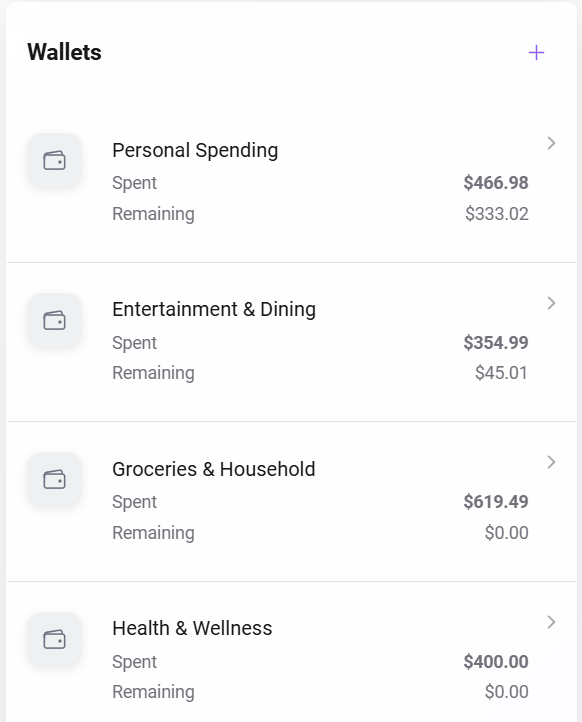 Wallets
Personal Spending
Spent $466.98
Remaining $333.02
Entertainment & Dining
Spent $354.99
Remaining $45.01
Groceries & Household
Spent $619.49
Remaining $0.00
Health & Wellness
Spent $400.00
Remaining $0.00